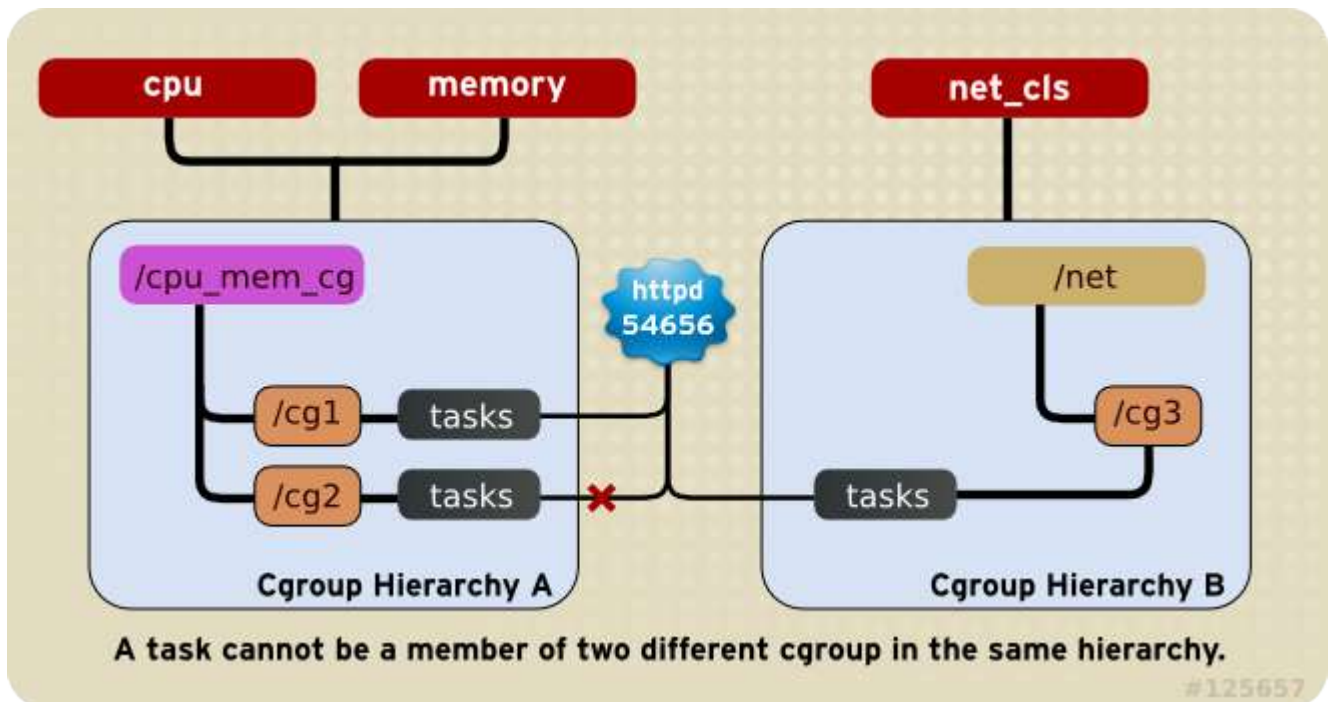 cpu
memory
net_cls
/cpu_mem_cg
httpd
54656
/net
/cg1
tasks
/cg3
/cg2
tasks
tasks
Cgroup Hierarchy A
Cgroup Hierarchy B
A task cannot be a member of two different cgroup in the same hierarchy.
#125657